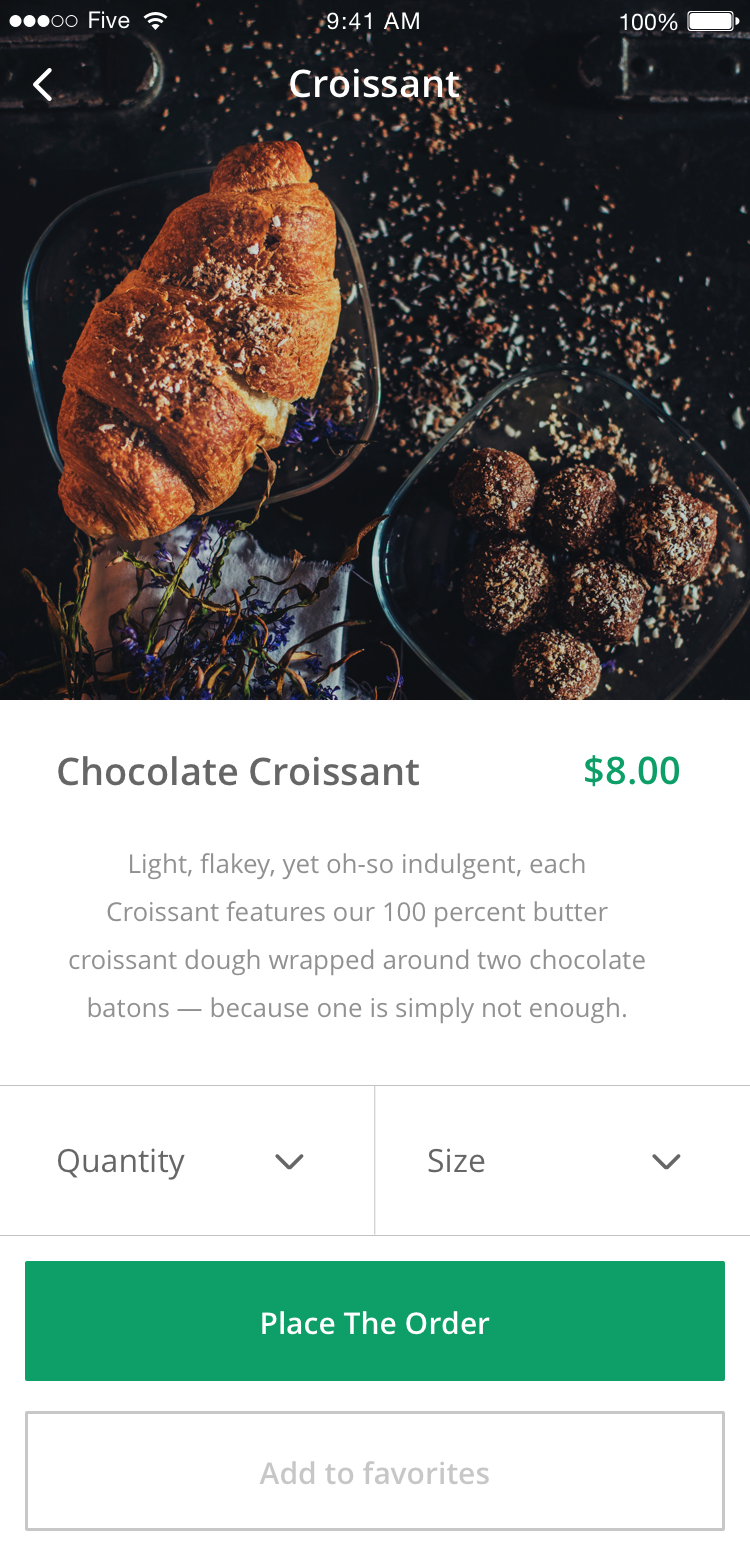 Five 9:41 AM 100%
Croissant
Chocolate Croissant $8.00
Light, flakey, yet oh-so indulgent, each
Croissant features our 100 percent butter
croissant dough wrapped around two chocolate
batons — because one is simply not enough.
Quantity Size
Place The Order
Add to favorites